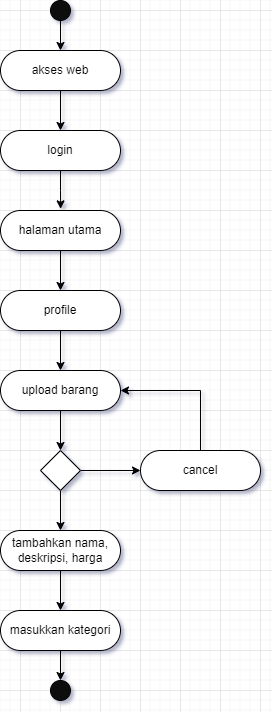 akses web
login
halaman utama
profile
upload barang
cancel
tambahkan nama,
deskripsi, harga
masukkan kategori